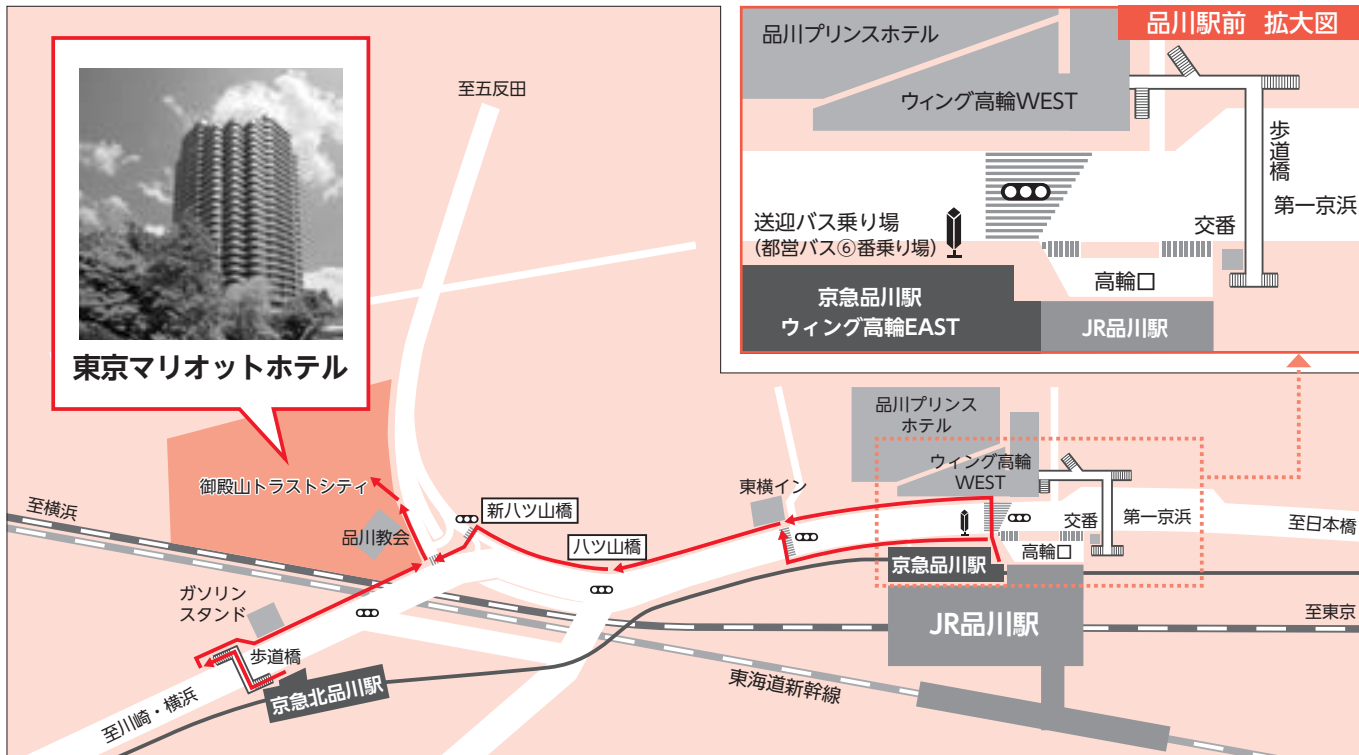 東京マリオットホテル
至五反田
品川駅前 拡大図
品川プリンスホテル
ウィング高輪WEST
歩道橋
第一京浜
送迎バス乗り場
(都営バス⑥番乗り場)
交番
高輪口
京急品川駅
ウィング高輪EAST
JR品川駅
品川プリンス
ホテル
ウィング高輪
WEST
東横イン
交番
第一京浜
至日本橋
高輪口
京急品川駅
JR品川駅
至東京
東海道新幹線
御殿山トラストシティ
至横浜
品川教会
新八ツ山橋
八ツ山橋
ガソリン
スタンド
歩道橋
京急北品川駅
至川崎・横浜